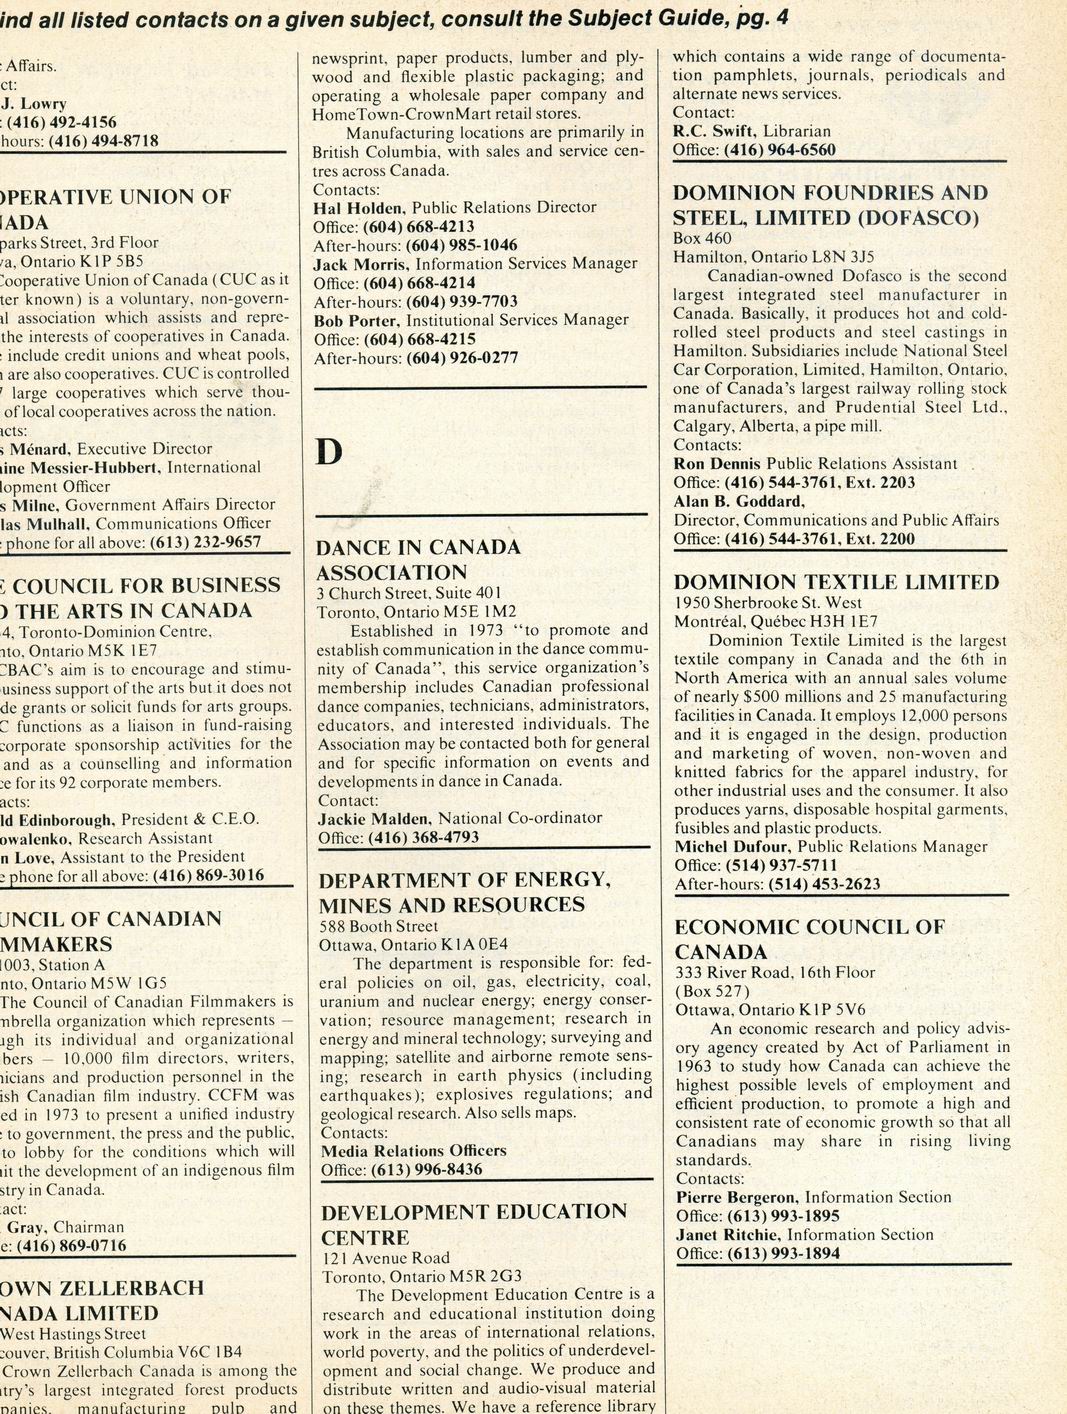 ind all listed contacts on a given subject, consult the Subject Guide, pg. 4
Affairs.
ct:
J. Lowry
: (416) 492-4156
hours: (416) 494-8718
OPERATIVE UNION OF
NADA
parks Street, 3rd Floor
va, Ontario K1P 5B5
Cooperative Union of Canada (CUC as it
ter known) is a voluntary, non-govern-
al association which assists and repre-
the interests of cooperatives in Canada.
include credit unions and wheat pools,
are also cooperatives. CUC is controlled
7 large cooperatives which serve thou-
of local cooperatives across the nation.
acts:
s Ménard, Executive Director
aine Messier-Hubbert, International
lopment Officer
s Milne, Government Affairs Director
las Mulhall, Communications Officer
e phone for all above: (613) 232-9657
E COUNCIL FOR BUSINESS
D THE ARTS IN CANADA
4, Toronto-Dominion Centre,
nto, Ontario M5K 1E7
CBAC's aim is to encourage and stimu-
usiness support of the arts but it does not
de grants or solicit funds for arts groups.
C functions as a liaison in fund-raising
corporate sponsorship activities for the
and as a counselling and information
ce for its 92 corporate members.
acts:
ld Edinborough, President & C.E.O.
owalenko, Research Assistant
n Love, Assistant to the President
e phone for all above: (416) 869-3016
UNCIL OF CANADIAN
MMAKERS
1003, Station A
nto, Ontario M5W 1G5
The Council of Canadian Filmmakers is
mbrella organization which represents —
ugh its individual and organizational
bers — 10,000 film directors, writers,
nicians and production personnel in the
ish Canadian film industry. CCFM was
ed in 1973 to present a unified industry
e to government, the press and the public,
to lobby for the conditions which will
nit the development of an indigenous film
stry in Canada.
tact:
. Gray, Chairman
e: (416) 869-0716
OWN ZELLERBACH
NADA LIMITED
West Hastings Street
couver, British Columbia V6C 1B4
Crown Zellerbach Canada is among the
ntry's largest integrated forest products
panies, manufacturing pulp and
newsprint, paper products, lumber and ply-
wood and flexible plastic packaging; and
operating a wholesale paper company and
HomeTown-CrownMart retail stores.
Manufacturing locations are primarily in
British Columbia, with sales and service cen-
tres across Canada.
Contacts:
Hal Holden, Public Relations Director
Office: (604) 668-4213
After-hours: (604) 985-1046
Jack Morris, Information Services Manager
Office: (604) 668-4214
After-hours: (604) 939-7703
Bob Porter, Institutional Services Manager
Office: (604) 668-4215
After-hours: (604) 926-0277
D
DANCE IN CANADA
ASSOCIATION
3 Church Street, Suite 401
Toronto, Ontario M5E 1M2
Established in 1973 "to promote and
establish communication in the dance commu-
nity of Canada", this service organization's
membership includes Canadian professional
dance companies, technicians, administrators,
educators, and interested individuals. The
Association may be contacted both for general
and for specific information on events and
developments in dance in Canada.
Contact:
Jackie Malden, National Co-ordinator
Office: (416) 368-4793
DEPARTMENT OF ENERGY,
MINES AND RESOURCES
588 Booth Street
Ottawa, Ontario K1A 0E4
The department is responsible for: fed-
eral policies on oil, gas, electricity, coal,
uranium and nuclear energy; energy conser-
vation; resource management; research in
energy and mineral technology; surveying and
mapping; satellite and airborne remote sens-
ing; research in earth physics (including
earthquakes); explosives regulations; and
geological research. Also sells maps.
Contacts:
Media Relations Officers
Office: (613) 996-8436
DEVELOPMENT EDUCATION
CENTRE
121 Avenue Road
Toronto, Ontario M5R 2G3
The Development Education Centre is a
research and educational institution doing
work in the areas of international relations,
world poverty, and the politics of underdevel-
opment and social change. We produce and
distribute written and audio-visual material
on these themes. We have a reference library
which contains a wide range of documenta-
tion pamphlets, journals, periodicals and
alternate news services.
Contact:
R.C. Swift, Librarian
Office: (416) 964-6560
DOMINION FOUNDRIES AND
STEEL, LIMITED (DOFASCO)
Box 460
Hamilton, Ontario L8N 3J5
Canadian-owned Dofasco is the second
largest integrated steel manufacturer in
Canada. Basically, it produces hot and cold-
rolled steel products and steel castings in
Hamilton. Subsidiaries include National Steel
Car Corporation, Limited, Hamilton, Ontario,
one of Canada's largest railway rolling stock
manufacturers, and Prudential Steel Ltd.,
Calgary, Alberta, a pipe mill.
Contacts:
Ron Dennis Public Relations Assistant
Office: (416) 544-3761, Ext. 2203
Alan B. Goddard,
Director, Communications and Public Affairs
Office: (416) 544-3761, Ext. 2200
DOMINION TEXTILE LIMITED
1950 Sherbrooke St. West
Montréal, Québec H3H 1E7
Dominion Textile Limited is the largest
textile company in Canada and the 6th in
North America with an annual sales volume
of nearly $500 millions and 25 manufacturing
facilities in Canada. It employs 12,000 persons
and it is engaged in the design, production
and marketing of woven, non-woven and
knitted fabrics for the apparel industry, for
other industrial uses and the consumer. It also
produces yarns, disposable hospital garments,
fusibles and plastic products.
Michel Dufour, Public Relations Manager
Office: (514) 937-5711
After-hours: (514) 453-2623
ECONOMIC COUNCIL OF
CANADA
333 River Road, 16th Floor
(Box 527)
Ottawa, Ontario K1P 5V6
An economic research and policy advis-
ory agency created by Act of Parliament in
1963 to study how Canada can achieve the
highest possible levels of employment and
efficient production, to promote a high and
consistent rate of economic growth so that all
Canadians may share in rising living
standards.
Contacts:
Pierre Bergeron, Information Section
Office: (613) 993-1895
Janet Ritchie, Information Section
Office: (613) 993-1894